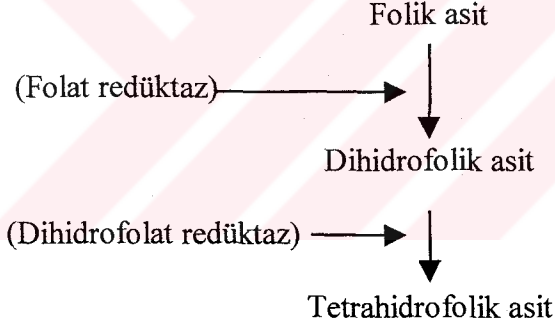 Folik asit
(Folat redüktaz)
Dihidrofolik asit
(Dihidrofolat redüktaz)
Tetrahidrofolik asit